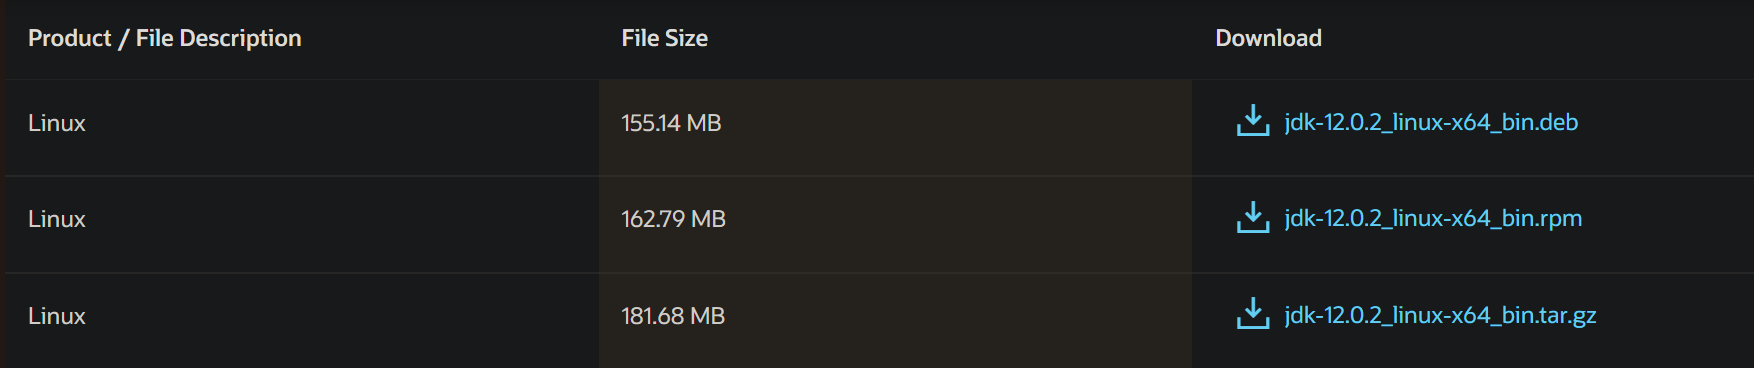 Product / File Description File Size Download
Linux 155.14 MB jdk-12.0.2_linux-x64_bin.deb
Linux 162.79 MB jdk-12.0.2_linux-x64_bin.rpm
Linux 181.68 MB jdk-12.0.2_linux-x64_bin.tar.gz